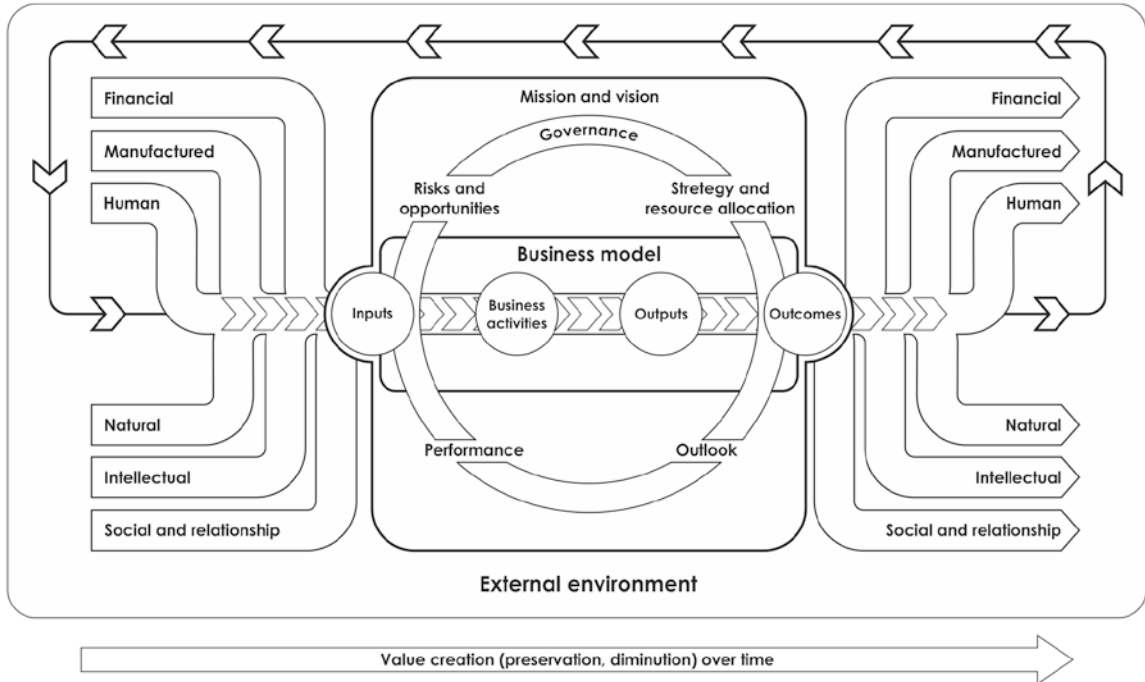 Financial
Manufactured
Human
Natural
Intellectual
Social and relationship
Mission and vision
Governance
Risks and
opportunities
Stretegy and
resource allocation
Business model
Inputs
Business
activities
Outputs
Outcomes
Performance
Outlook
Financial
Manufactured
Human
Natural
Intellectual
Social and relationship
External environment
Value creation (preservation, diminution) over time